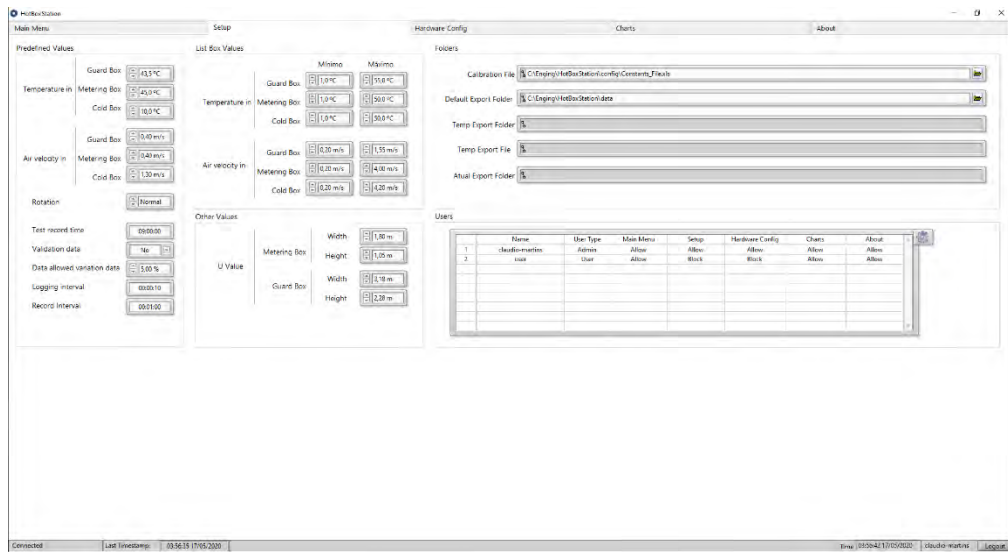 HotBoxStation
Main Menu Setup Hardware Config Charts About
Predefined Values
Temperature in
Guard Box 43,5 ºC
Metering Box 45,0 ºC
Cold Box 10,0 ºC
Air velocity in
Guard Box 0,40 m/s
Metering Box 0,40 m/s
Cold Box 1,30 m/s
Rotation Normal
Test record time 09:00:00
Validation data No
Data allowed variation data 5,00 %
Logging interval 00:00:10
Record Interval 00:01:00
List Box Values
Mínimo Máximo
Temperature in
Guard Box 1,0 ºC 55,0 ºC
Metering Box 1,0 ºC 50,0 ºC
Cold Box 1,0 ºC 30,0 ºC
Air velocity in
Guard Box 0,20 m/s 1,55 m/s
Metering Box 0,20 m/s 4,00 m/s
Cold Box 0,20 m/s 4,20 m/s
Other Values
U Value
Metering Box
Width 1,80 m
Height 1,05 m
Guard Box
Width
Height
Folders
Calibration File C:\Enging\HotBoxStation\config\Constants_File.xls
Default Export Folder C:\Enging\HotBoxStation\data
Temp Export Folder
Temp Export File
Atual Export Folder
Users
Name User Type Main Menu Setup Hardware Config Charts About
1 claudio-martins Admin Allow Allow Allow Allow Allow
2 user User Allow Block Block Allow Allow
Connected Last Timestamp: 03:56:35 17/05/2020 Time 17/05/2020 claudio-martins Logout